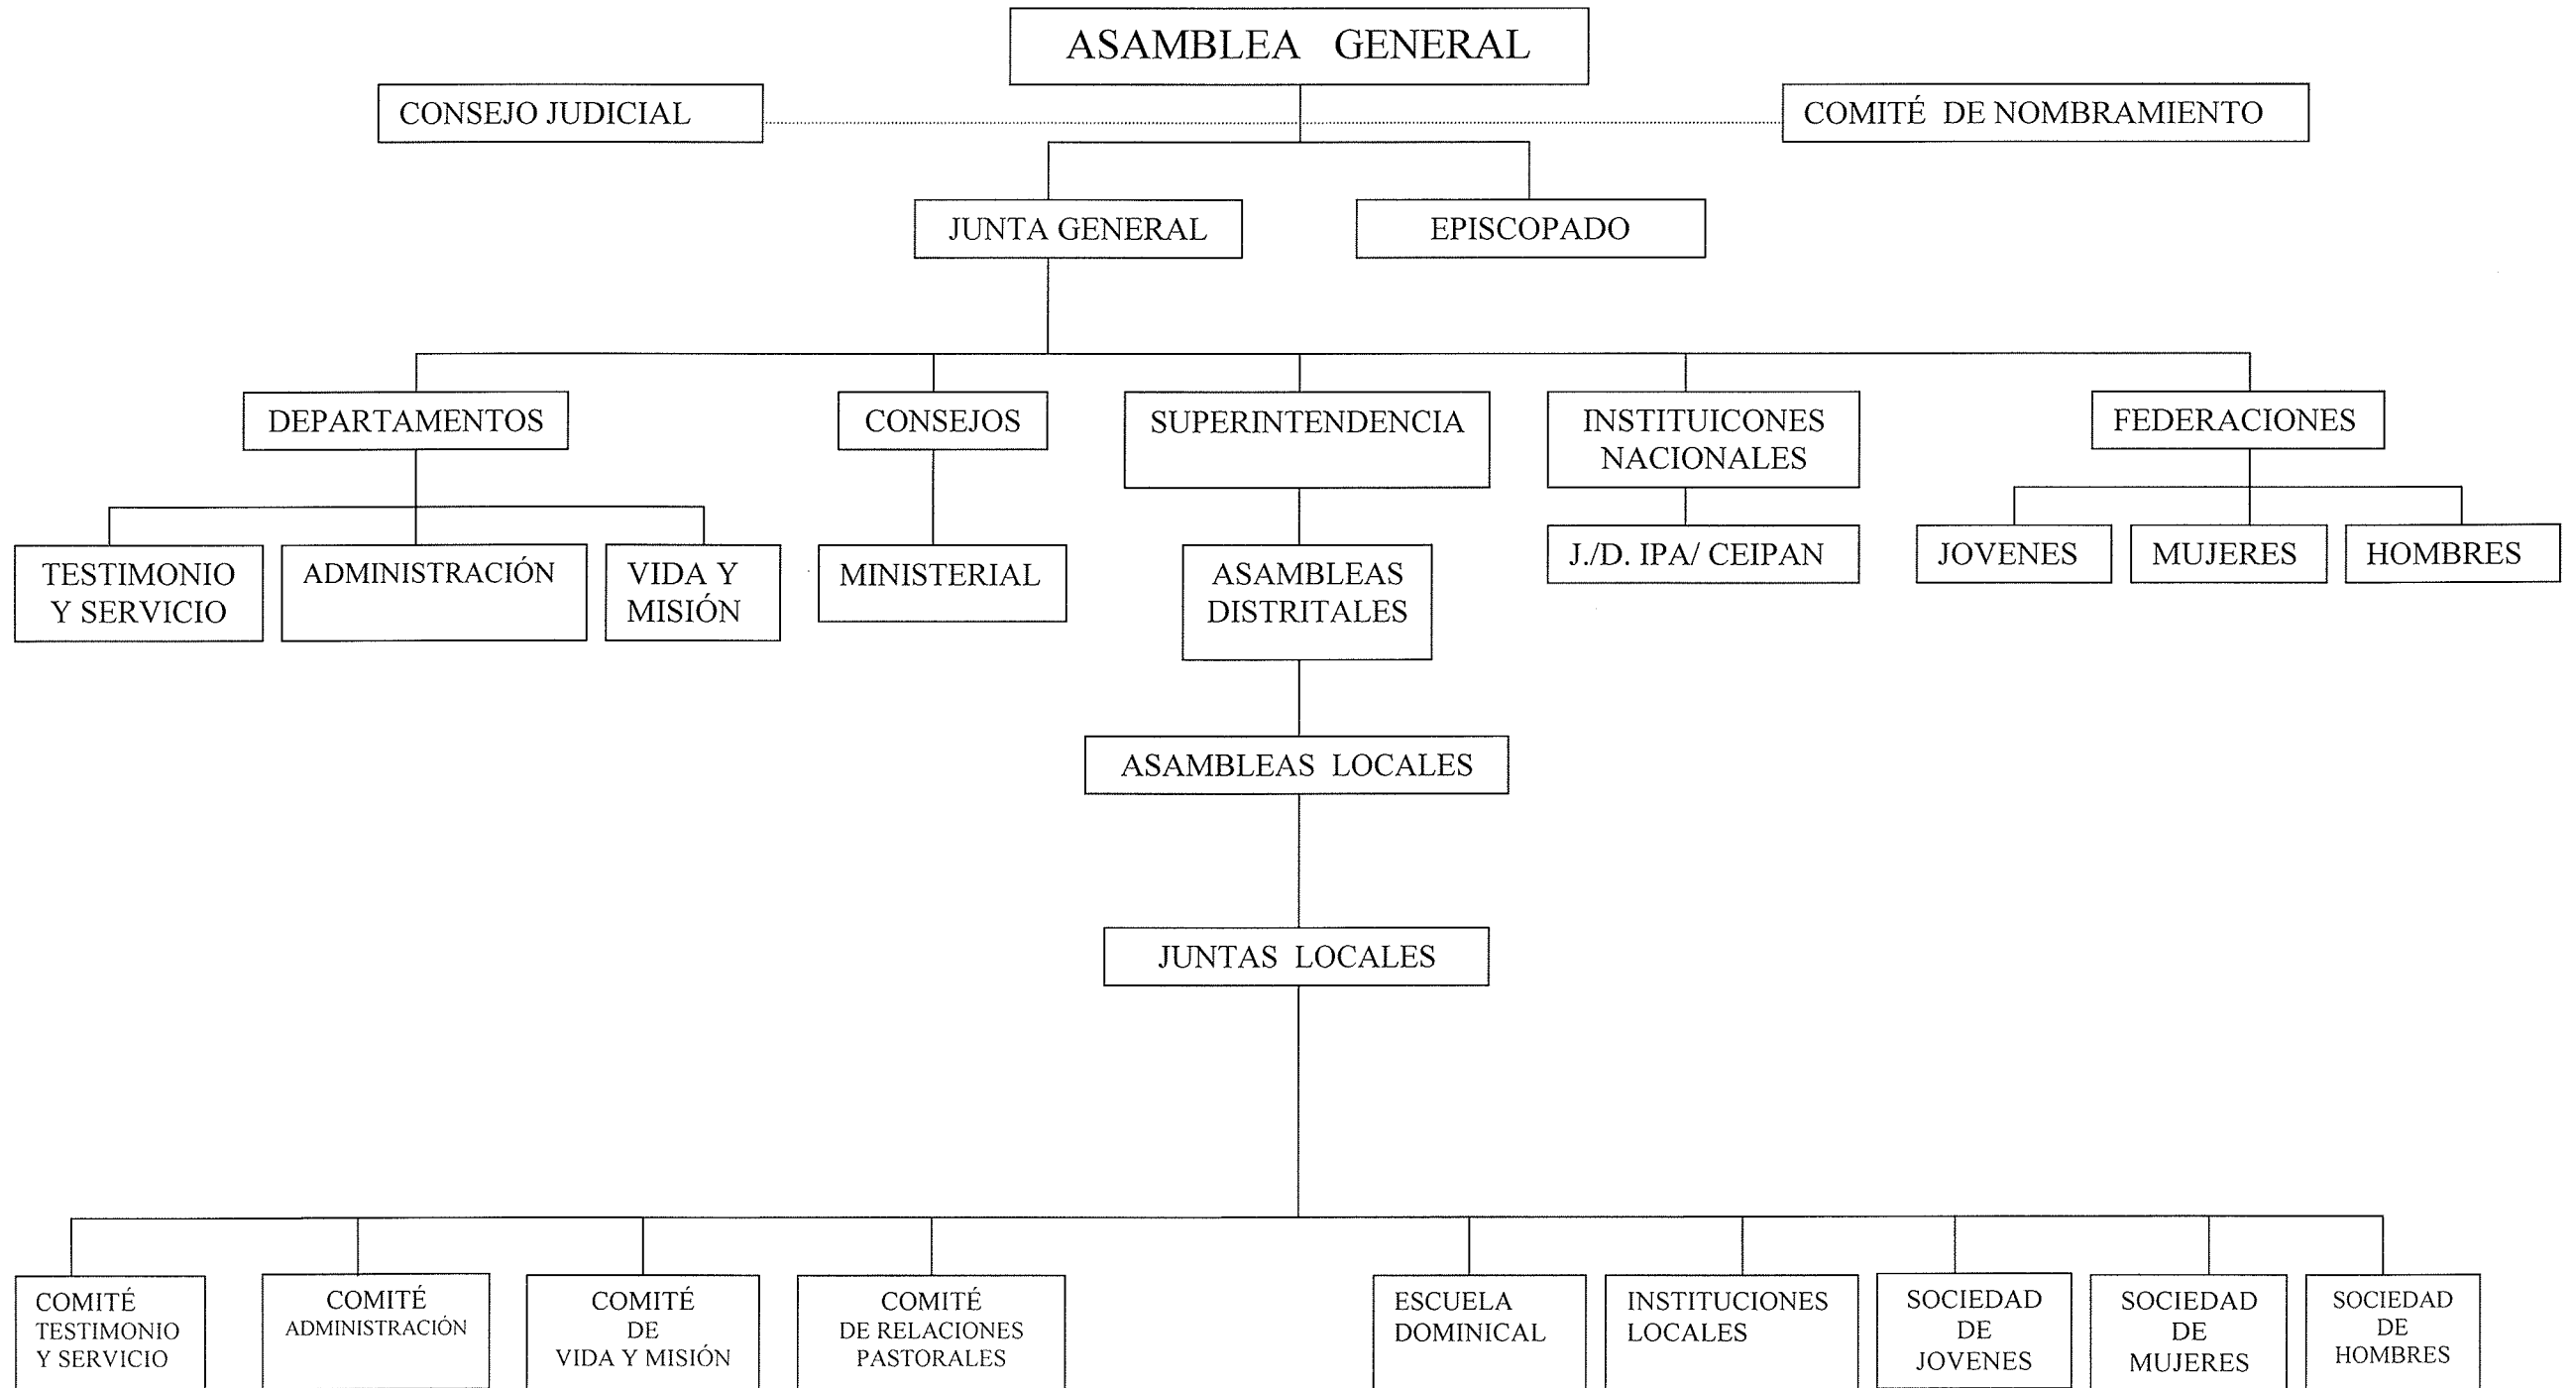 ASAMBLEA GENERAL
CONSEJO JUDICIAL
COMITÉ DE NOMBRAMIENTO
JUNTA GENERAL
EPISCOPADO
DEPARTAMENTOS
CONSEJOS
SUPERINTENDENCIA
INSTITUICONES
NACIONALES
FEDERACIONES
TESTIMONIO
Y SERVICIO
ADMINISTRACIÓN
VIDA Y
MISIÓN
MINISTERIAL
ASAMBLEAS
DISTRITALES
J./D. IPA/ CEIPAN
JOVENES
MUJERES
HOMBRES
ASAMBLEAS LOCALES
JUNTAS LOCALES
COMITÉ
TESTIMONIO
Y SERVICIO
COMITÉ
ADMINISTRACIÓN
COMITÉ
DE
VIDA Y MISIÓN
COMITÉ
DE RELACIONES
PASTORALES
ESCUELA
DOMINICAL
INSTITUCIONES
LOCALES
SOCIEDAD
DE
JOVENES
SOCIEDAD
DE
MUJERES
SOCIEDAD
DE
HOMBRES